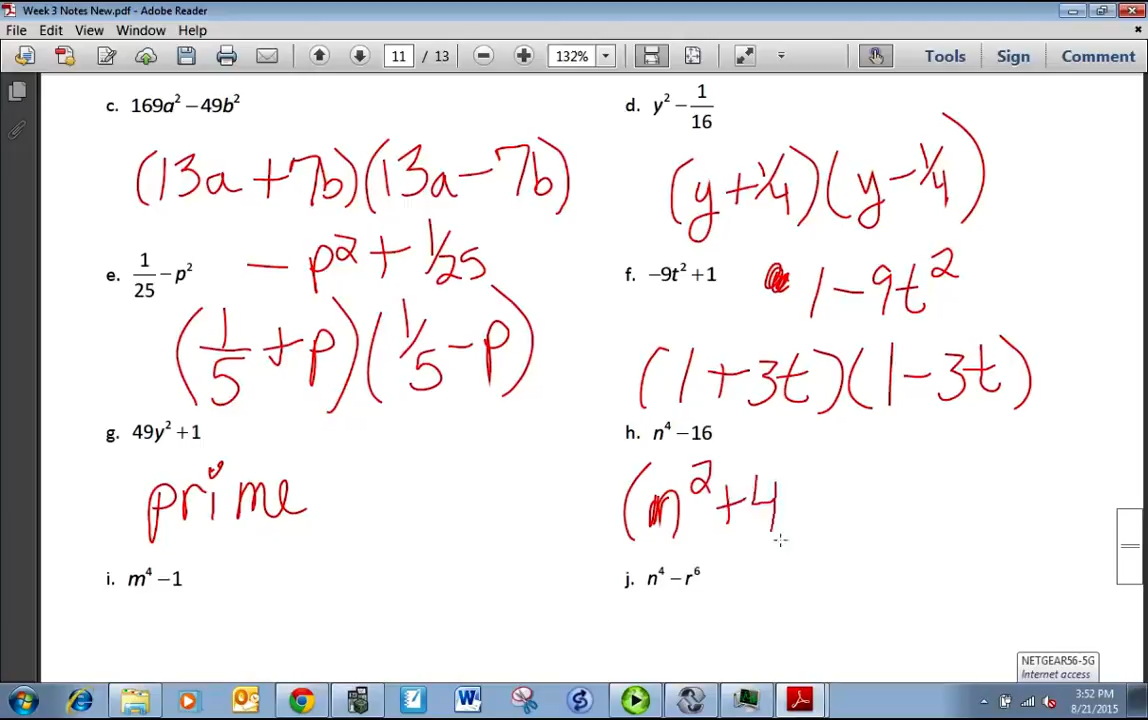 Week 3 Notes New.pdf - Adobe Reader
File Edit View Window Help
11 / 13 132% Tools Sign Comment
c. 169a² − 49b²
d. y² − 1/16
(13a + 7b)(13a − 7b)
(y + 1/4)(y − 1/4)
e. 1/25 − p²
− p² + 1/25
f. −9t² + 1
1 − 9t²
(1/5 + p)(1/5 − p)
(1 + 3t)(1 − 3t)
g. 49y² + 1
h. n⁴ − 16
prime
(n² + 4
i. m⁴ − 1
j. n⁴ − r⁶
NETGEAR56-5G
Internet access
3:52 PM
8/21/2015